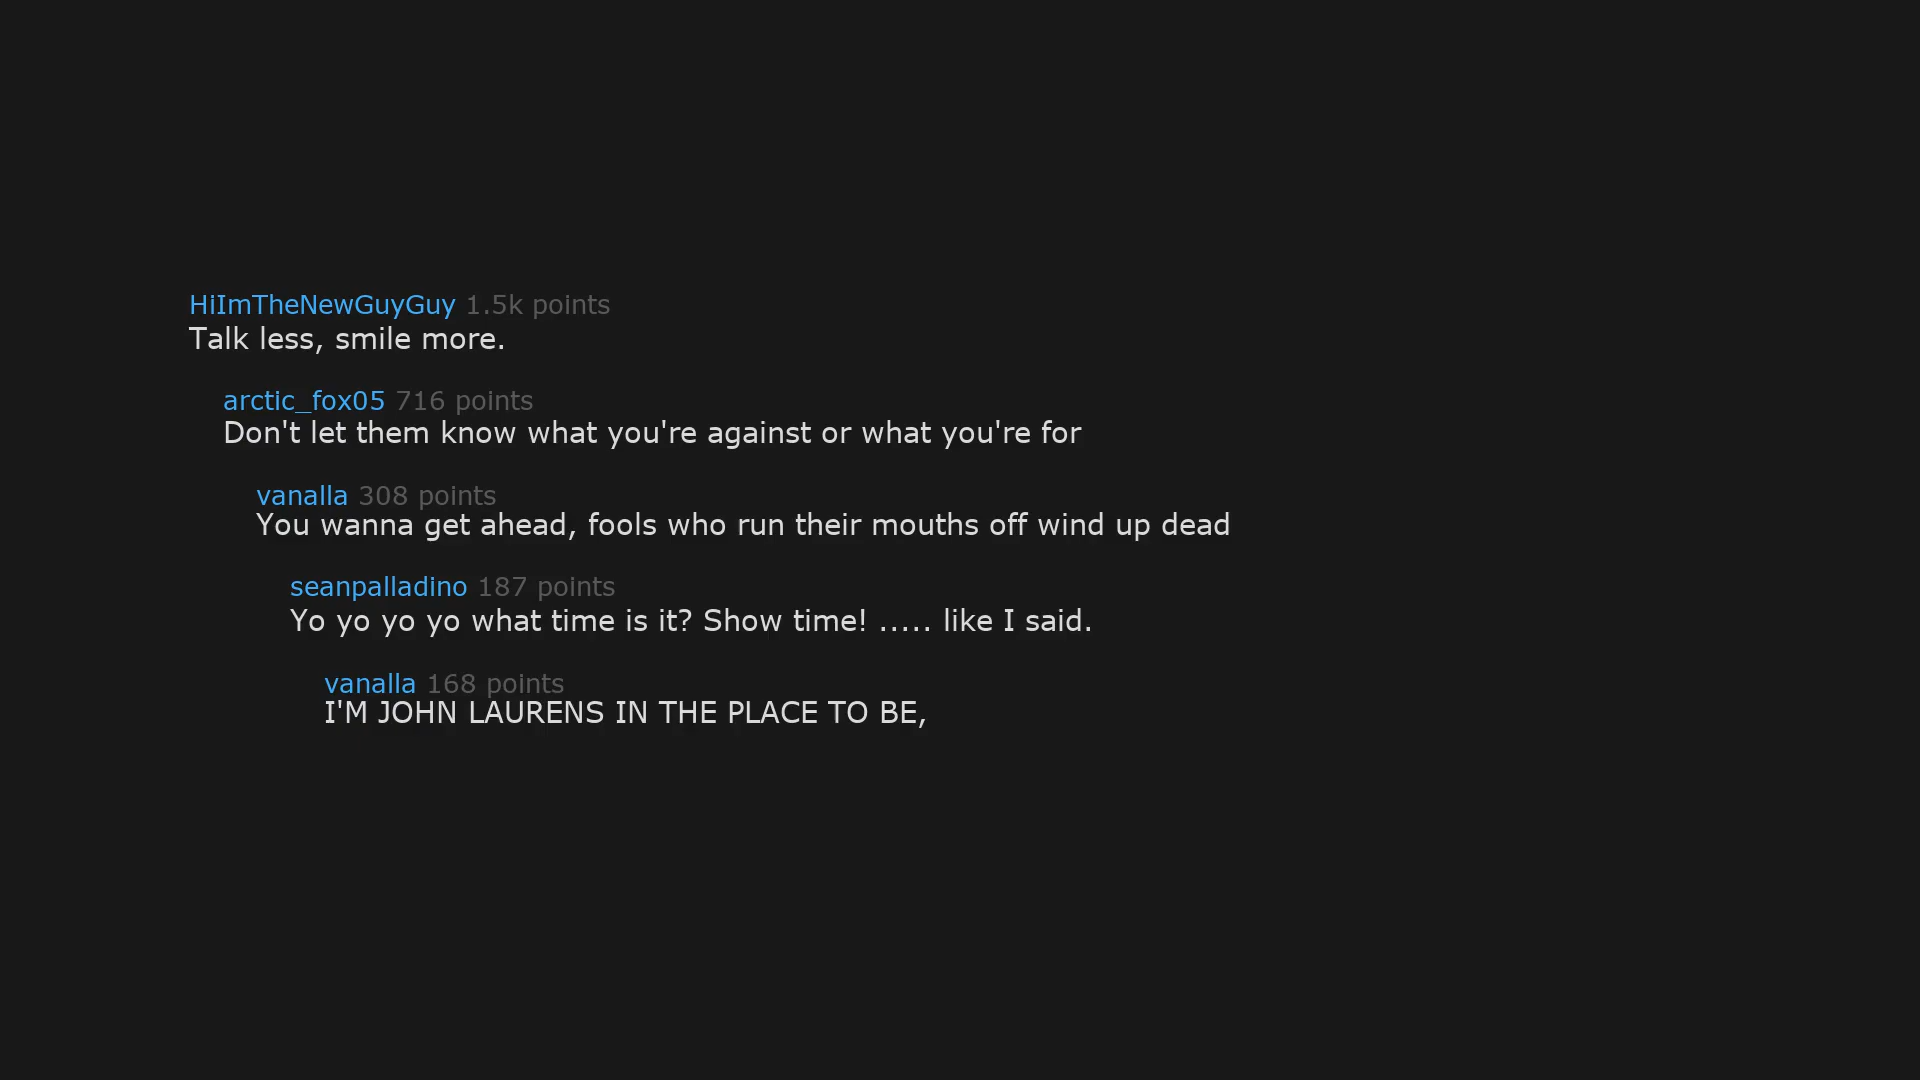 HiImTheNewGuyGuy 1.5k points
Talk less, smile more.
arctic_fox05 716 points
Don't let them know what you're against or what you're for
vanalla 308 points
You wanna get ahead, fools who run their mouths off wind up dead
seanpalladino 187 points
Yo yo yo yo what time is it? Show time! ..... like I said.
vanalla 168 points
I'M JOHN LAURENS IN THE PLACE TO BE,